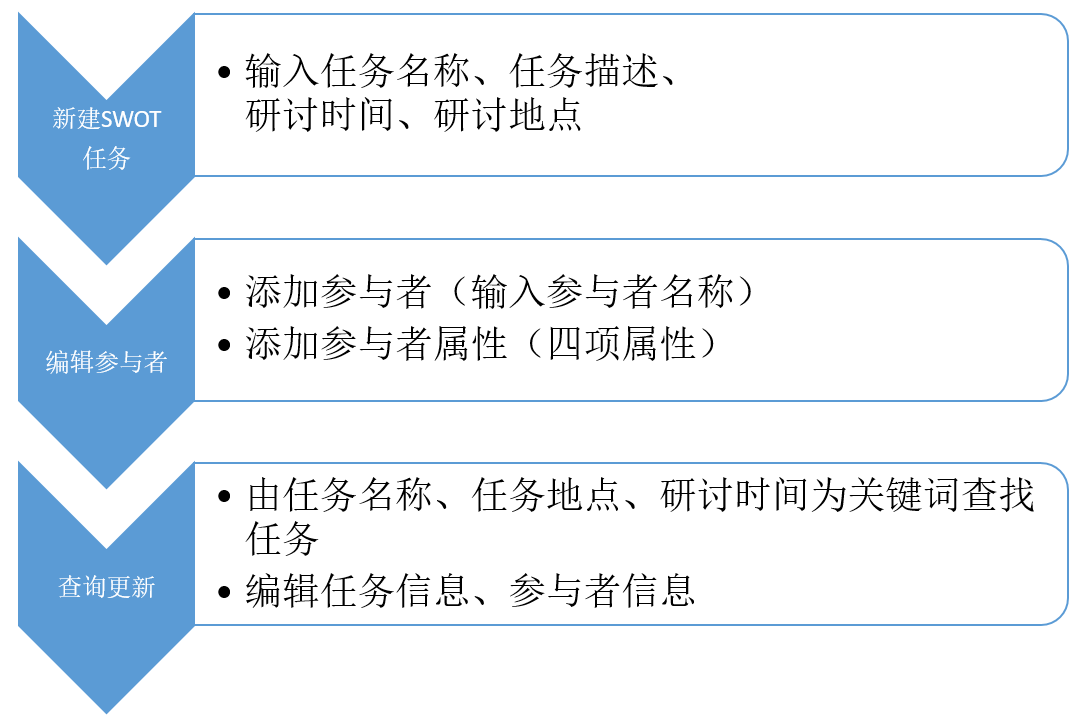 新建SWOT
任务
• 输入任务名称、任务描述、
研讨时间、研讨地点
编辑参与者
• 添加参与者（输入参与者名称）
• 添加参与者属性（四项属性）
查询更新
• 由任务名称、任务地点、研讨时间为关键词查找
任务
• 编辑任务信息、参与者信息